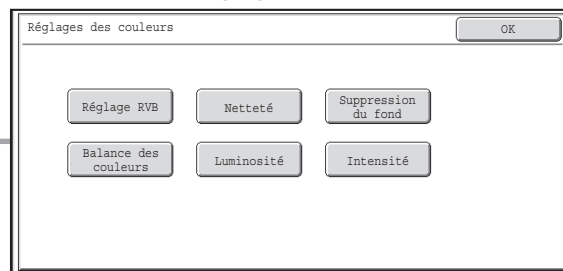 Réglages des couleurs
OK
Réglage RVB
Netteté
Suppression
du fond
Balance des
couleurs
Luminosité
Intensité